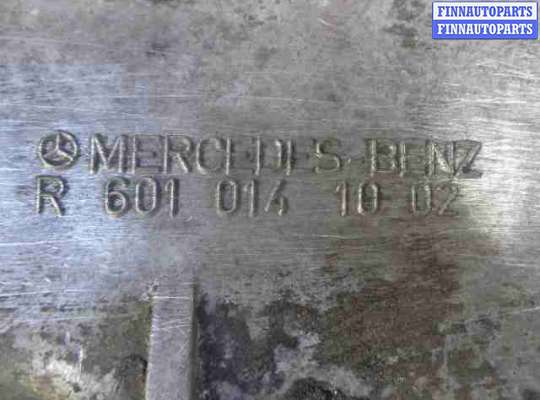 FINNAUTOPARTS
FINNAUTOPARTS
MERCEDES-BENZ
R 601 014 10 02